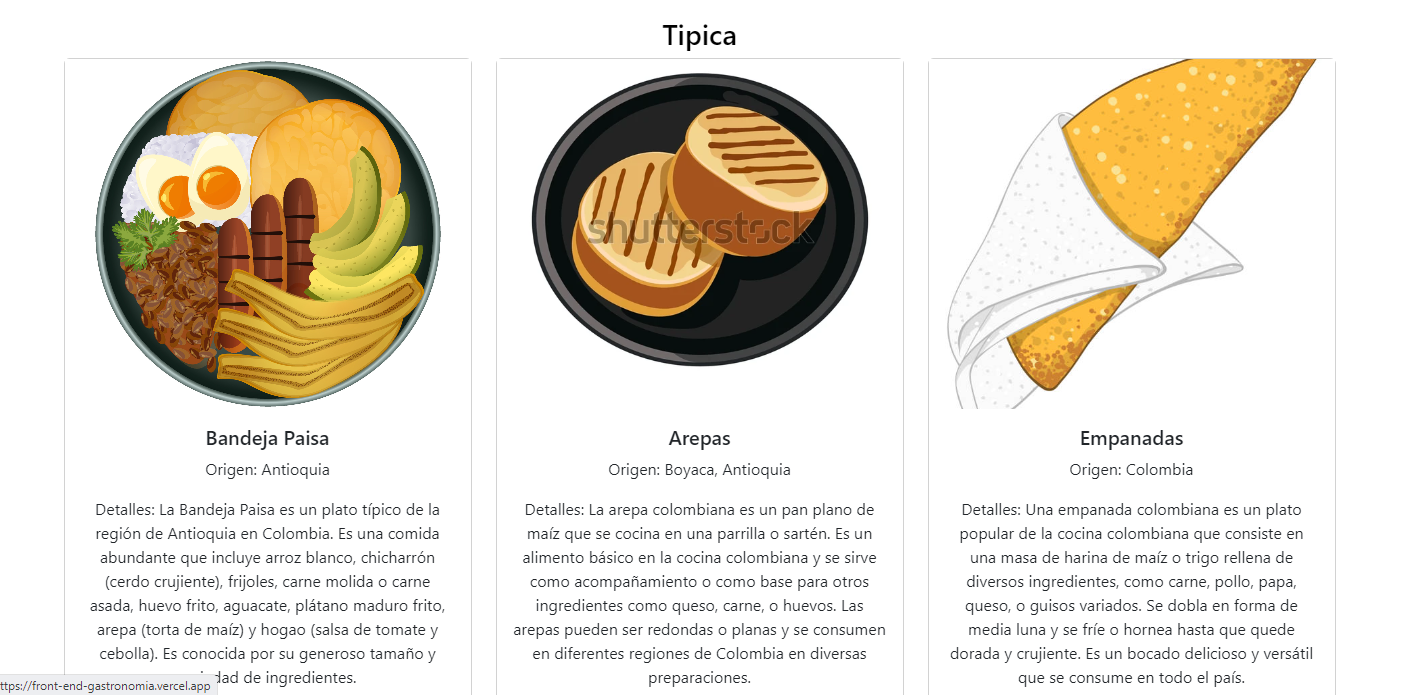 Tipica
shutterstock
Bandeja Paisa
Origen: Antioquia
Detalles: La Bandeja Paisa es un plato típico de la
región de Antioquia en Colombia. Es una comida
abundante que incluye arroz blanco, chicharrón
(cerdo crujiente), frijoles, carne molida o carne
asada, huevo frito, aguacate, plátano maduro frito,
arepa (torta de maíz) y hogao (salsa de tomate y
cebolla). Es conocida por su generoso tamaño y
de ingredientes.
Arepas
Origen: Boyaca, Antioquia
Detalles: La arepa colombiana es un pan plano de
maíz que se cocina en una parrilla o sartén. Es un
alimento básico en la cocina colombiana y se sirve
como acompañamiento o como base para otros
ingredientes como queso, carne, o huevos. Las
arepas pueden ser redondas o planas y se consumen
en diferentes regiones de Colombia en diversas
preparaciones.
Empanadas
Origen: Colombia
Detalles: Una empanada colombiana es un plato
popular de la cocina colombiana que consiste en
una masa de harina de maíz o trigo rellena de
diversos ingredientes, como carne, pollo, papa,
queso, o guisos variados. Se dobla en forma de
media luna y se fríe o hornea hasta que quede
dorada y crujiente. Es un bocado delicioso y versátil
que se consume en todo el país.
ttps://front-end-gastronomia.vercel.app